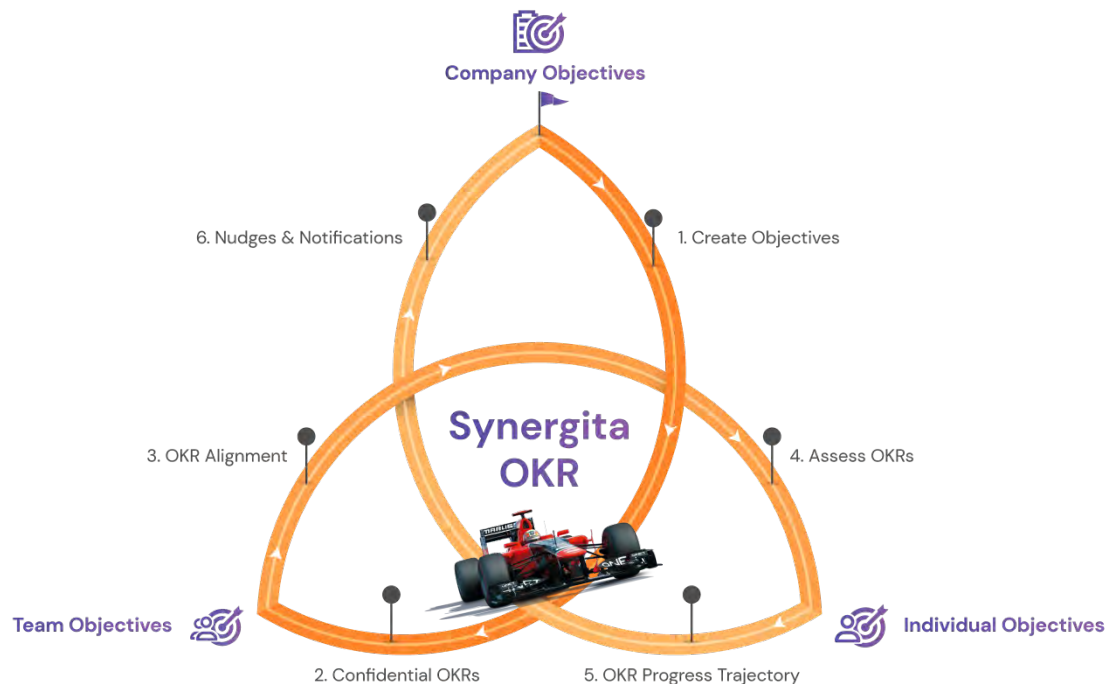 Company Objectives
6. Nudges & Notifications
1. Create Objectives
Synergita
OKR
3. OKR Alignment
4. Assess OKRs
MARUSSIA
Team Objectives
Individual Objectives
2. Confidential OKRs
5. OKR Progress Trajectory